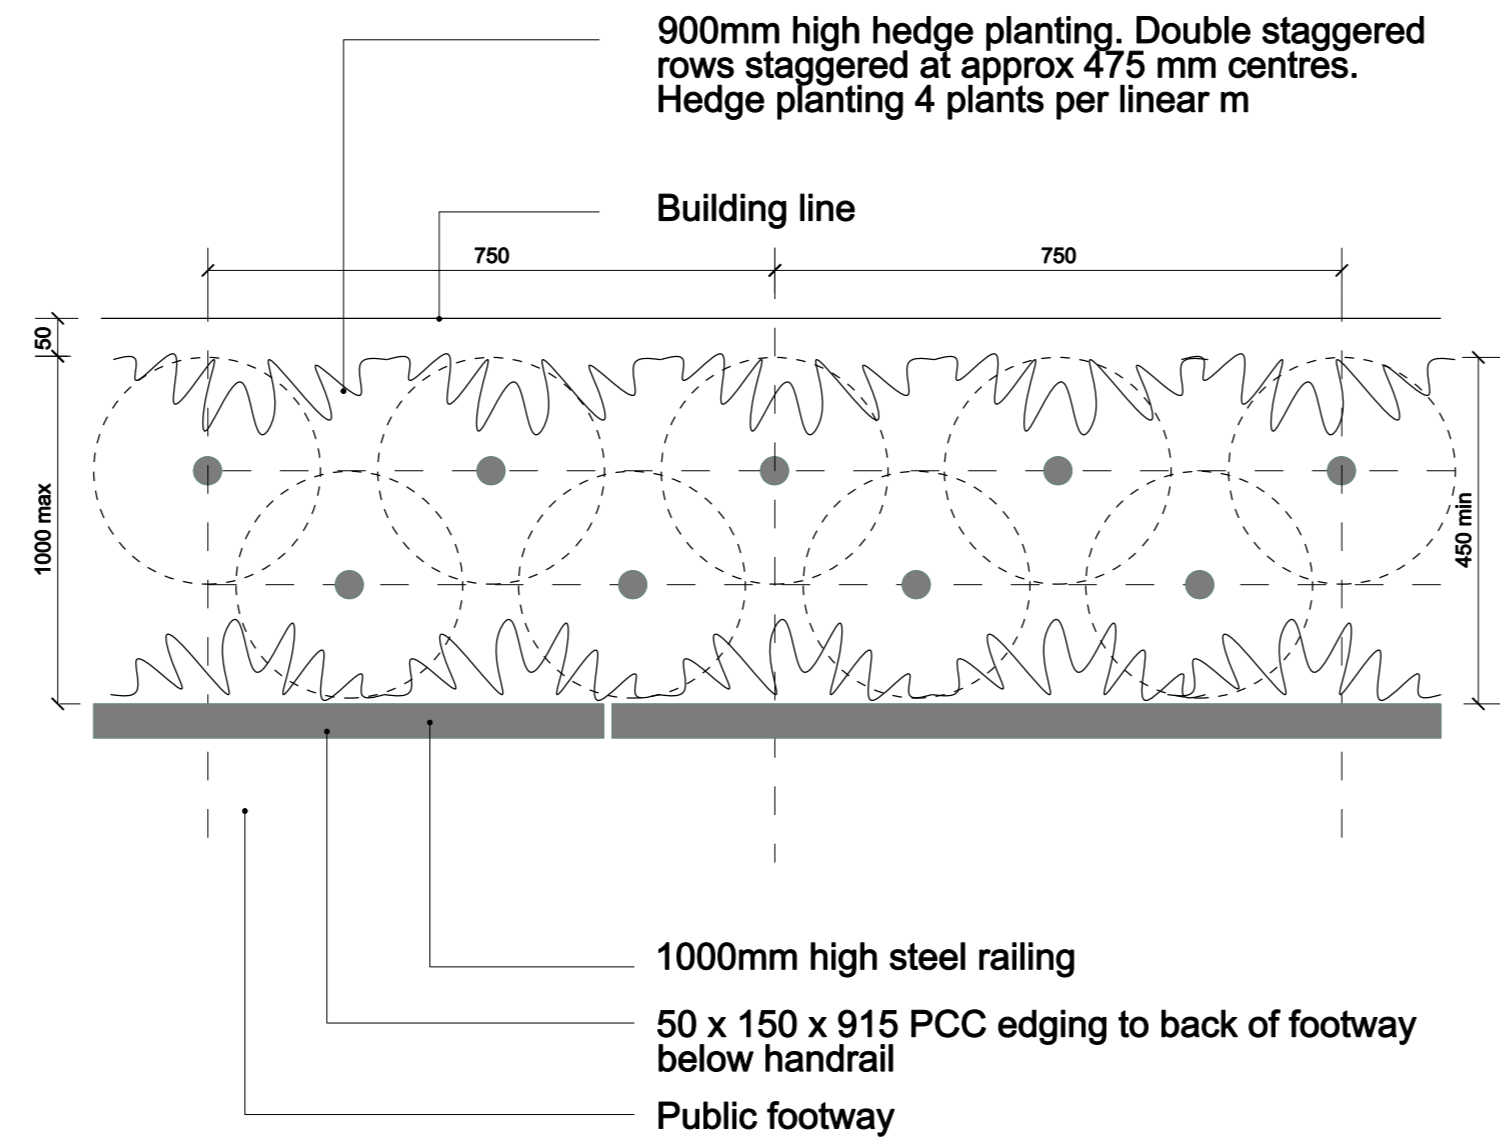 900mm high hedge planting. Double staggered
rows staggered at approx 475 mm centres.
Hedge planting 4 plants per linear m
Building line
750
750
50
1000 max
450 min
1000mm high steel railing
50 x 150 x 915 PCC edging to back of footway
below handrail
Public footway